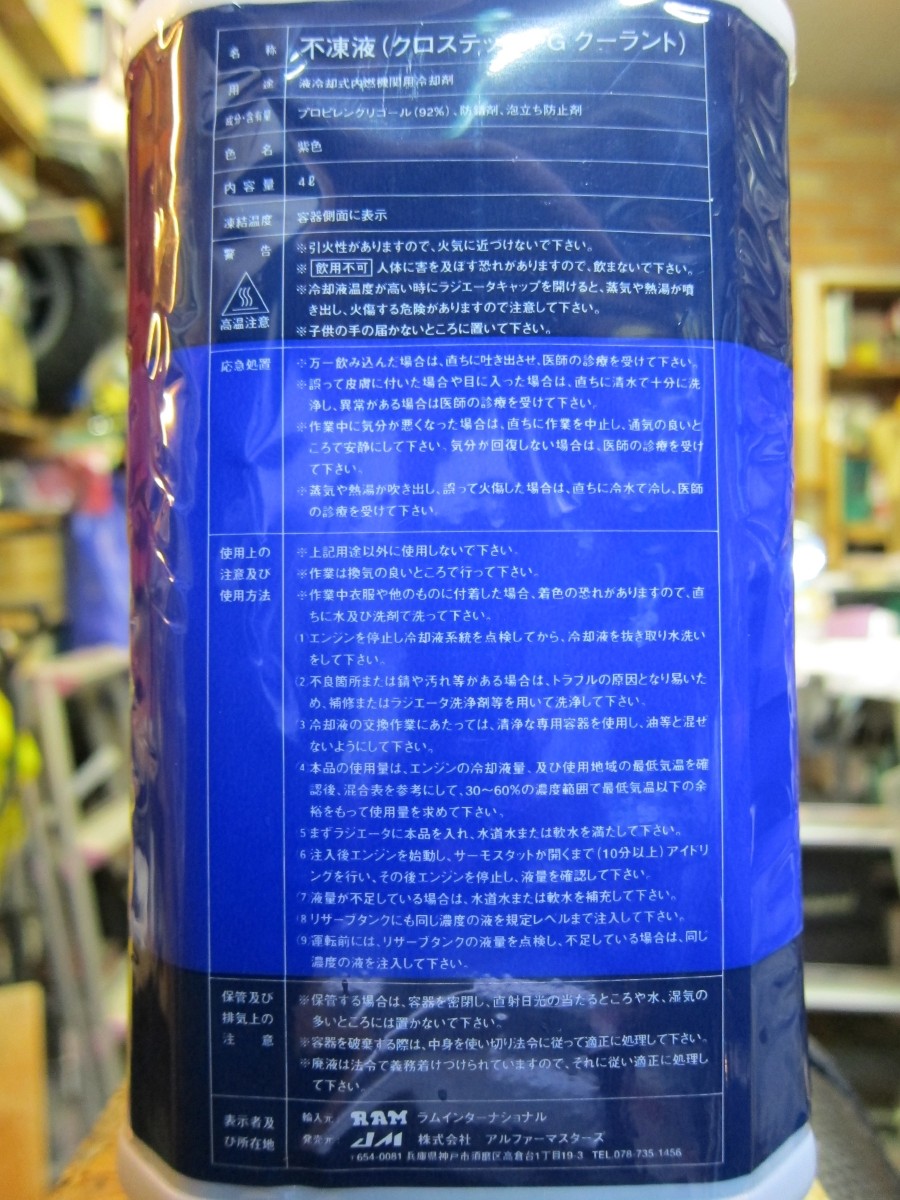 名称 不凍液(クロステック G クーラント)
用途 液冷却式内燃機関用冷却剤
成分・含有量 プロピレングリコール(92%)、防錆剤、泡立ち防止剤
色名 紫色
内容量 4ℓ
凍結温度 容器側面に表示
警告 ※引火性がありますので、火気に近づけないで下さい。
※飲用不可 人体に害を及ぼす恐れがありますので、飲まないで下さい。
※冷却液温度が高い時にラジエータキャップを開けると、蒸気や熱湯が噴
き出し、火傷する危険がありますので注意して下さい。
高温注意
※子供の手の届かないところに置いて下さい。
応急処置 ※万一飲み込んだ場合は、直ちに吐き出させ、医師の診療を受けて下さい。
※誤って皮膚に付いた場合や目に入った場合は、直ちに清水で十分に洗
浄し、異常がある場合は医師の診療を受けて下さい。
※作業中に気分が悪くなった場合は、直ちに作業を中止し、通気の良いと
ころで安静にして下さい。気分が回復しない場合は、医師の診療を受け
て下さい。
※蒸気や熱湯が吹き出し、誤って火傷した場合は、直ちに冷水で冷し、医師
の診療を受けて下さい。
使用上の ※上記用途以外に使用しないで下さい。
注意及び ※作業は換気の良いところで行って下さい。
使用方法 ※作業中衣服や他のものに付着した場合、着色の恐れがありますので、直
ちに水及び洗剤で洗って下さい。
(1)エンジンを停止し冷却液系統を点検してから、冷却液を抜き取り水洗い
をして下さい。
(2)不良箇所または錆や汚れ等がある場合は、トラブルの原因となり易いた
め、補修またはラジエータ洗浄剤等を用いて洗浄して下さい。
(3)冷却液の交換作業にあたっては、清浄な専用容器を使用し、油等と混ぜ
ないようにして下さい。
(4)本品の使用量は、エンジンの冷却液量、及び使用地域の最低気温を確
認後、混合表を参考にして、30〜60%の濃度範囲で最低気温以下の余
裕をもって使用量を求めて下さい。
(5)まずラジエータに本品を入れ、水道水または軟水を満たして下さい。
(6)注入後エンジンを始動し、サーモスタットが開くまで(10分以上)アイドリ
ングを行い、その後エンジンを停止し、液量を確認して下さい。
(7)液量が不足している場合は、水道水または軟水を補充して下さい。
(8)リザーブタンクにも同じ濃度の液を規定レベルまで注入して下さい。
(9)運転前には、リザーブタンクの液量を点検し、不足している場合は、同じ
濃度の液を注入して下さい。
保管及び ※保管する場合は、容器を密閉し、直射日光の当たるところや水、湿気の
排気上の 多いところには置かないで下さい。
注意 ※容器を破棄する際は、中身を使い切り法令に従って適正に処理して下さい。
※廃液は法令で義務着けつけられていますので、それに従い適正に処理し
て下さい。
表示者及 輸入元: RAM ラムインターナショナル
び所在地 発売元: JM 株式会社 アルファーマスターズ
〒654-0081 兵庫県神戸市須磨区高倉台1丁目19-3 TEL.078-735-1456